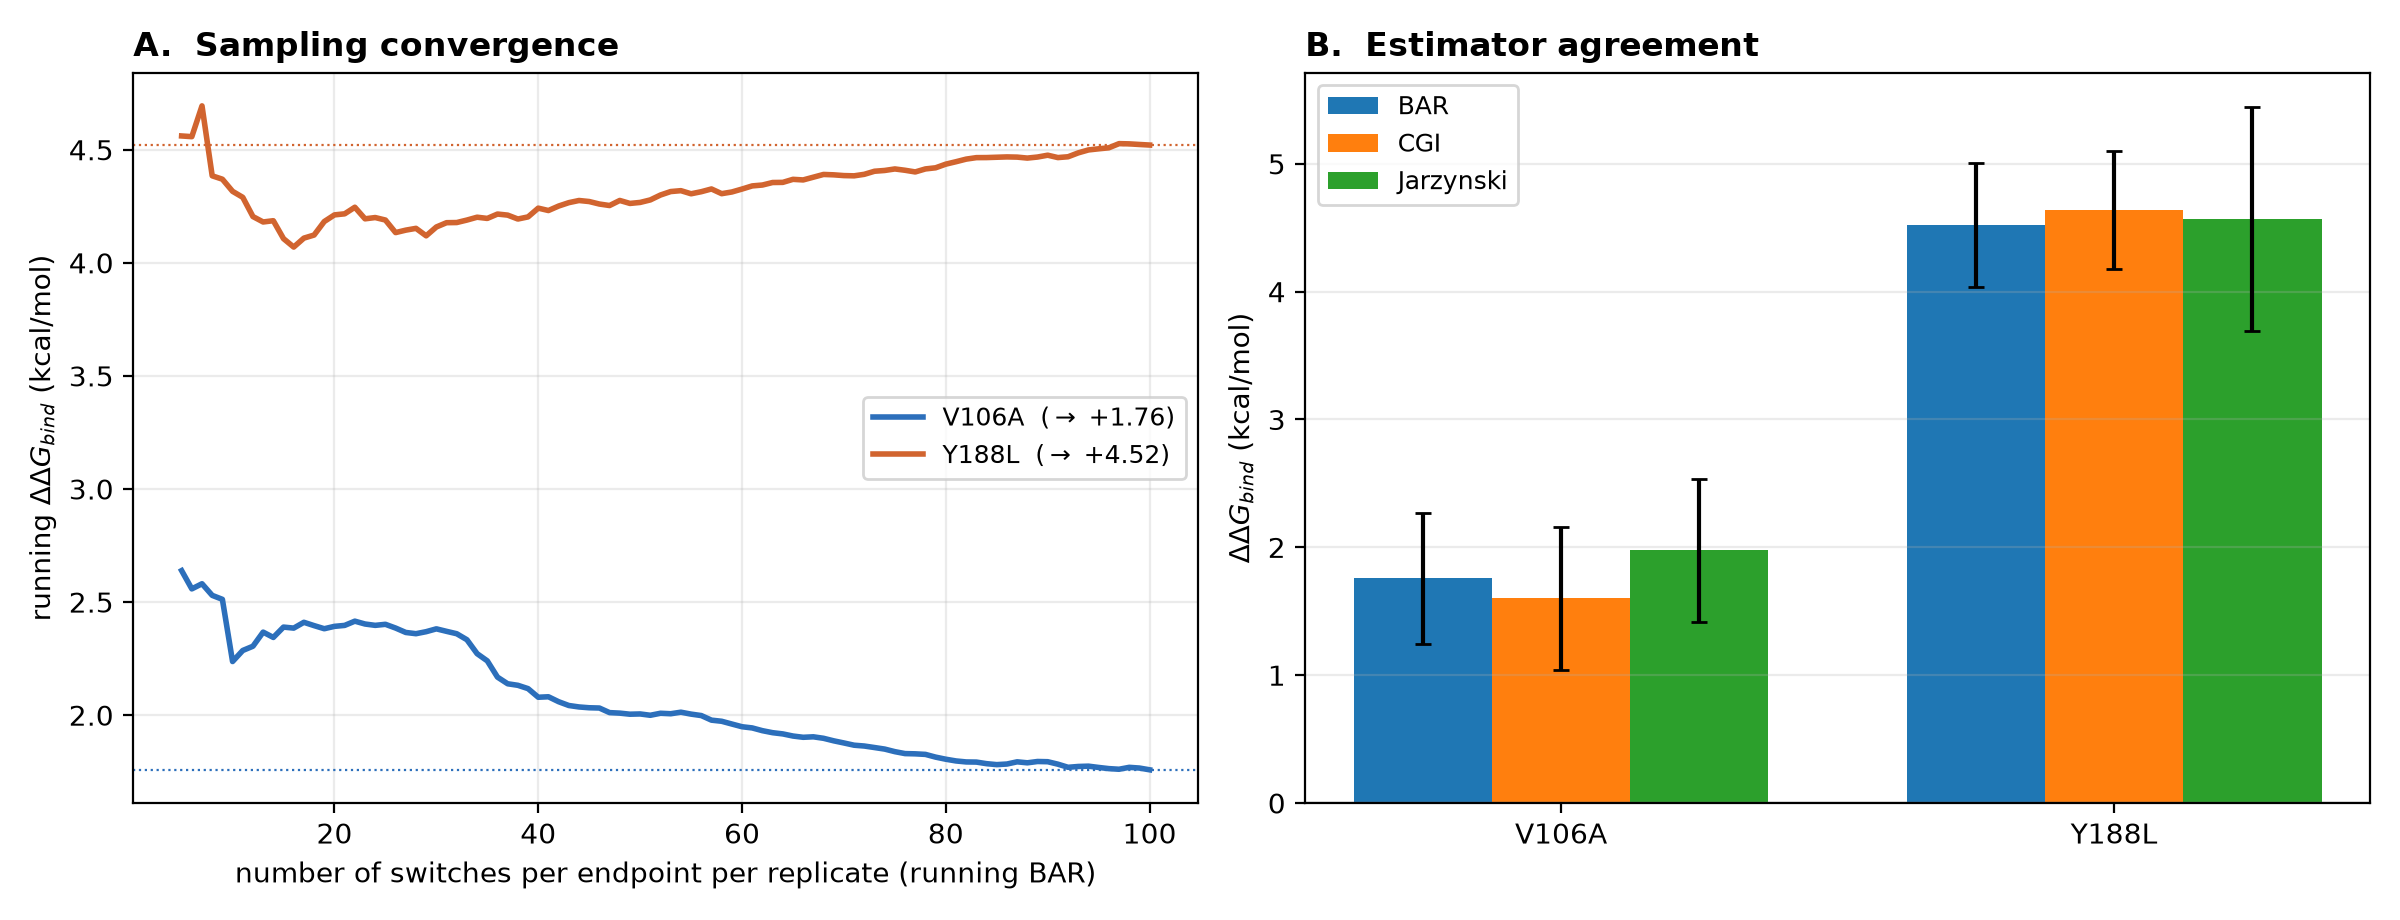 A.  Sampling convergence
4.5
4.0
3.5
3.0
2.5
2.0
running ΔΔG_bind (kcal/mol)
V106A  (→ +1.76)
Y188L  (→ +4.52)
20 40 60 80 100
number of switches per endpoint per replicate (running BAR)
B.  Estimator agreement
BAR
CGI
Jarzynski
5
4
3
2
1
0
ΔΔG_bind (kcal/mol)
V106A Y188L